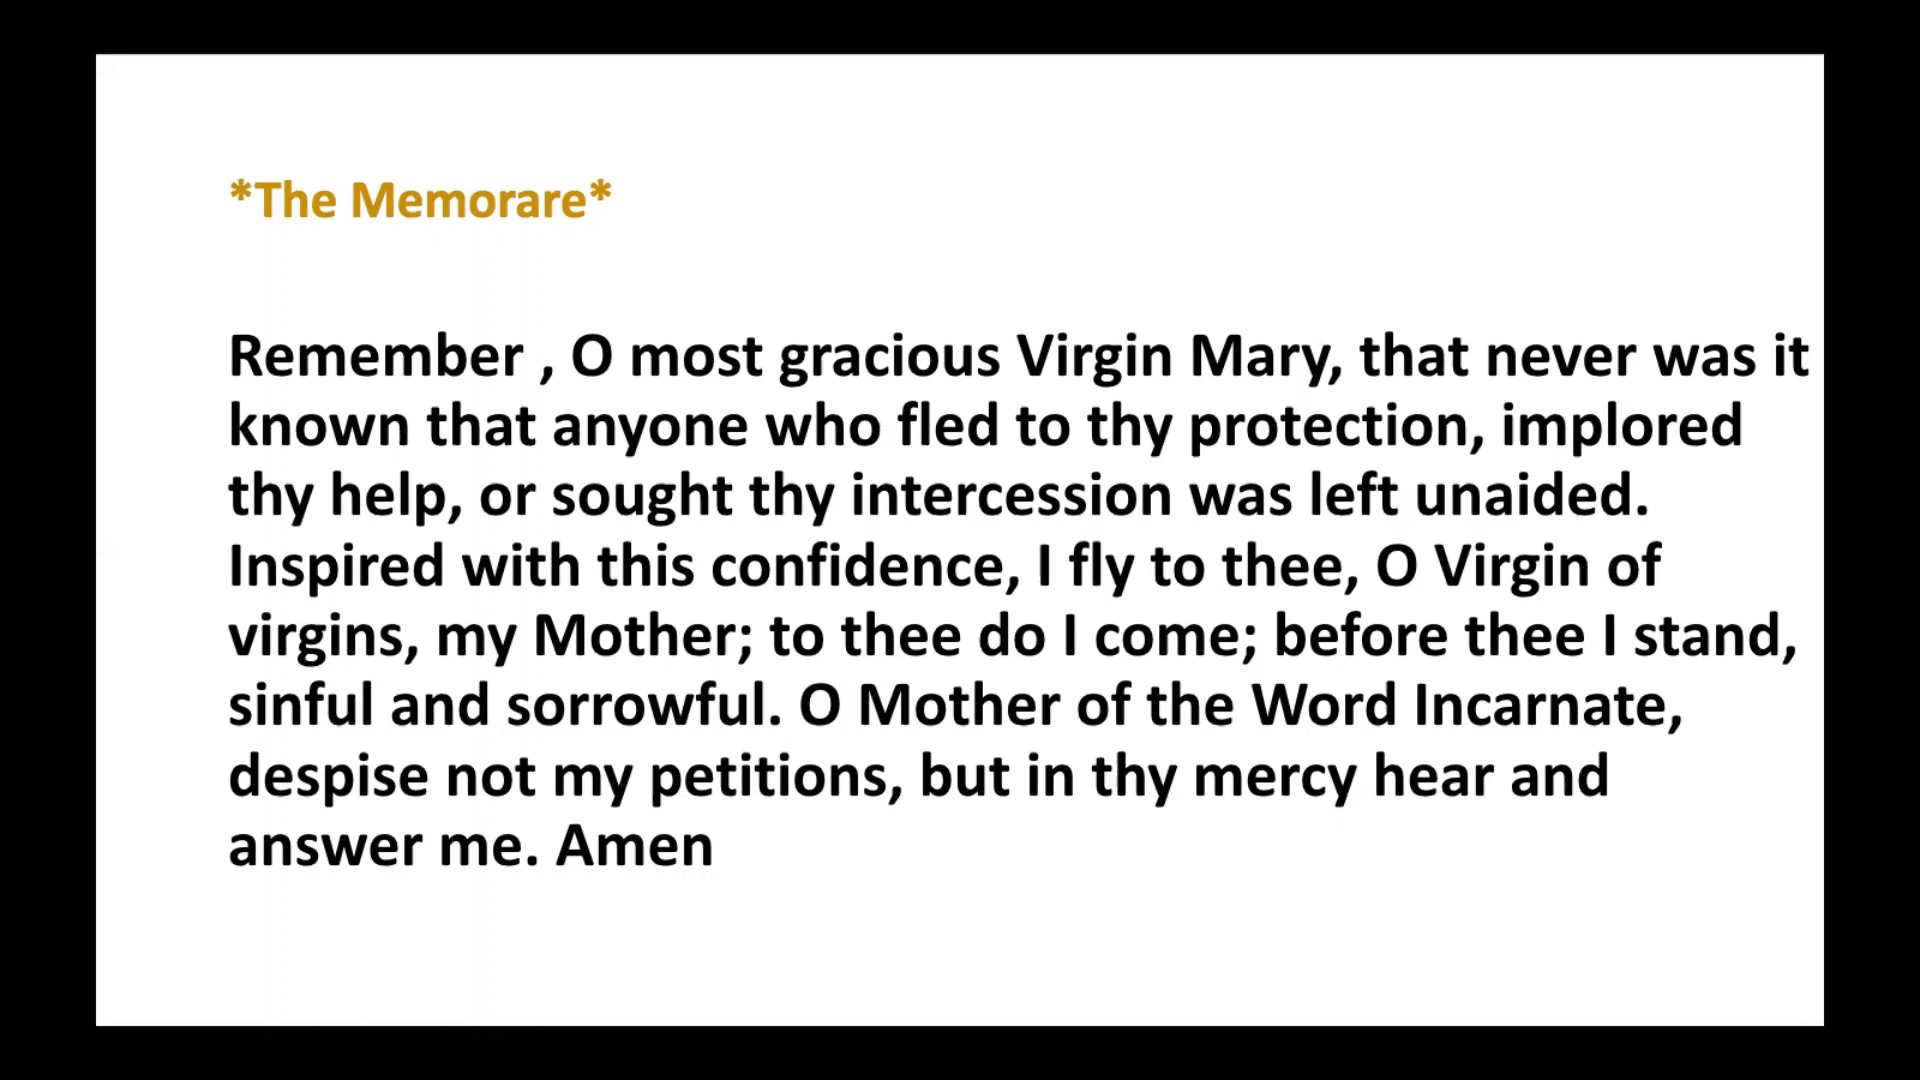 *The Memorare*
Remember , O most gracious Virgin Mary, that never was it
known that anyone who fled to thy protection, implored
thy help, or sought thy intercession was left unaided.
Inspired with this confidence, I fly to thee, O Virgin of
virgins, my Mother; to thee do I come; before thee I stand,
sinful and sorrowful. O Mother of the Word Incarnate,
despise not my petitions, but in thy mercy hear and
answer me. Amen